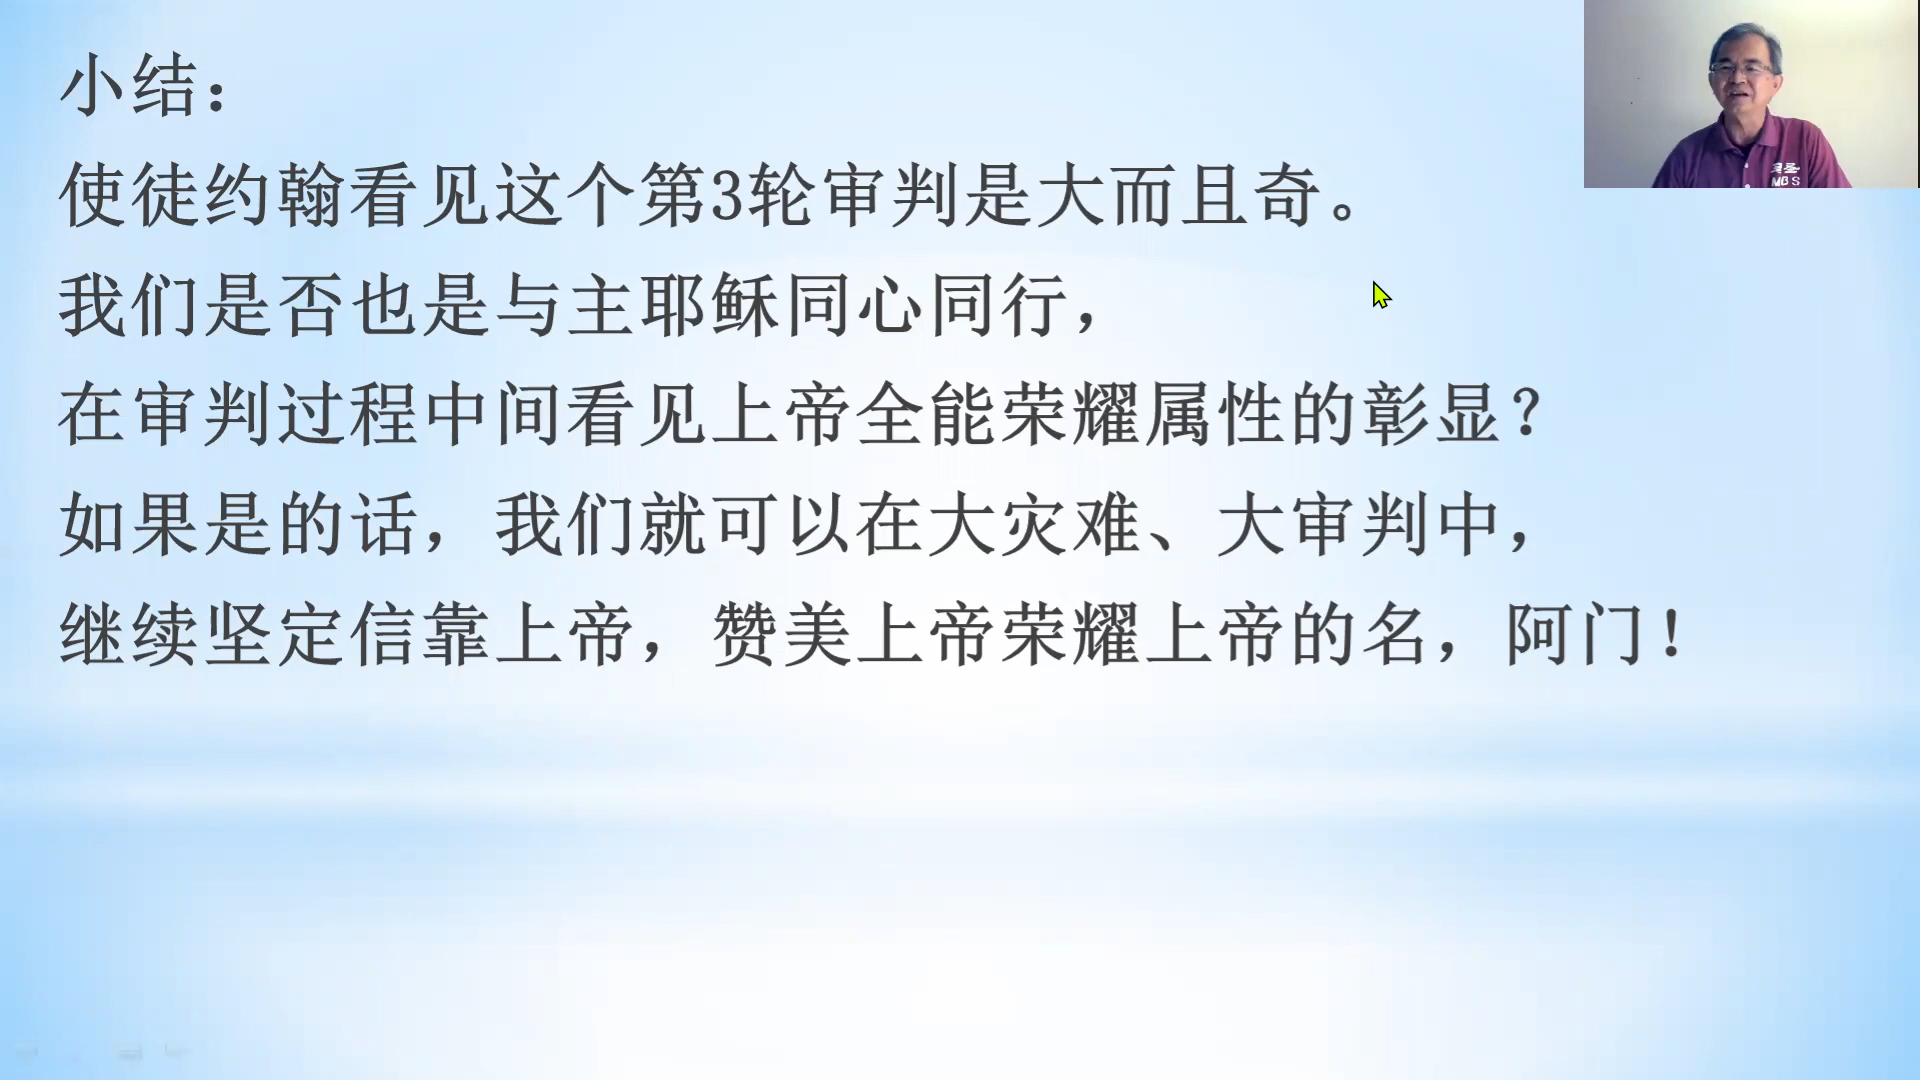 小结：
使徒约翰看见这个第3轮审判是大而且奇。
我们是否也是与主耶稣同心同行，
在审判过程中间看见上帝全能荣耀属性的彰显？
如果是的话，我们就可以在大灾难、大审判中，
继续坚定信靠上帝，赞美上帝荣耀上帝的名，阿门！
MBS